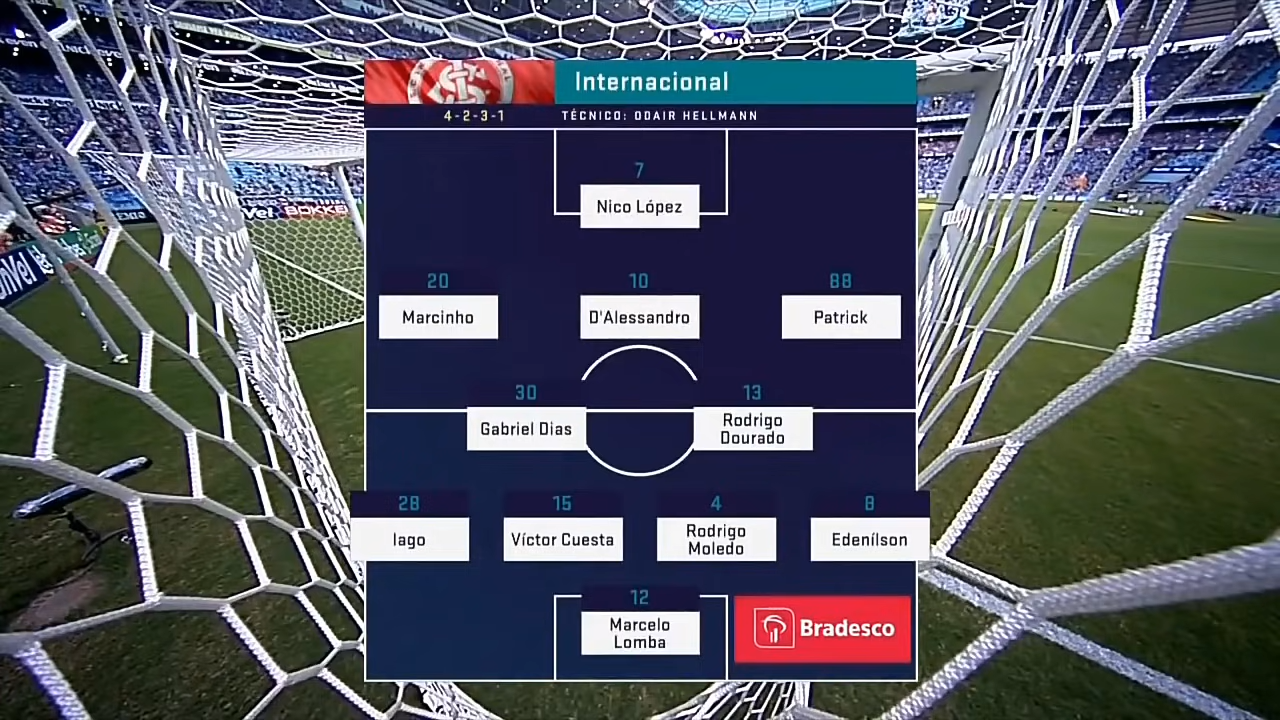 Internacional
4-2-3-1
TÉCNICO: ODAIR HELLMANN
7
Nico López
20
Marcinho
10
D'Alessandro
88
Patrick
30
Gabriel Dias
13
Rodrigo
Dourado
28
Iago
15
Víctor Cuesta
4
Rodrigo
Moledo
8
Edenílson
12
Marcelo
Lomba
Bradesco